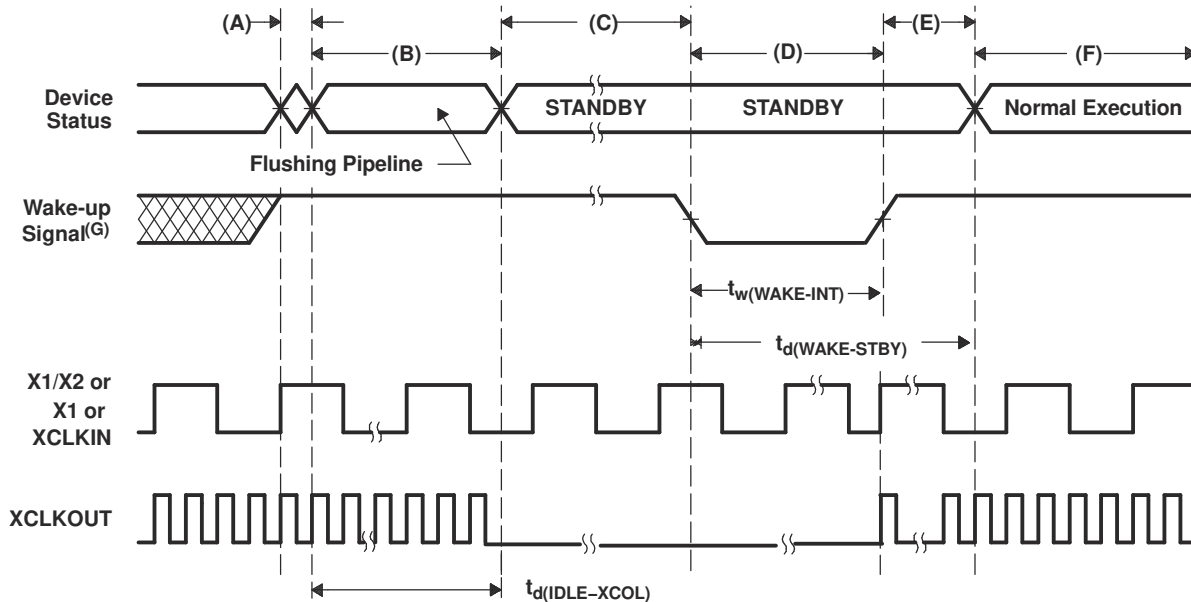 (A)
(C)
(E)
(B)
(D)
(F)
Device
Status
STANDBY
STANDBY
Normal Execution
Flushing Pipeline
Wake-up
Signal(G)
tw(WAKE-INT)
td(WAKE-STBY)
X1/X2 or
X1 or
XCLKIN
XCLKOUT
td(IDLE−XCOL)